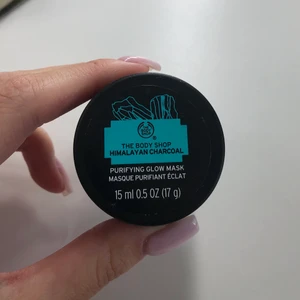 THE BODY SHOP
HIMALAYAN CHARCOAL
PURIFYING GLOW MASK
MASQUE PURIFIANT ÉCLAT
15 ml 0.5 OZ (17 g)